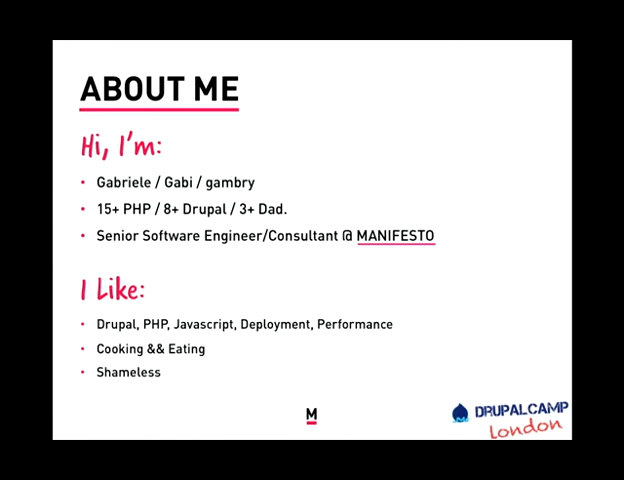 ABOUT ME
Hi, I'm:
• Gabriele / Gabi / gambry
• 15+ PHP / 8+ Drupal / 3+ Dad.
• Senior Software Engineer/Consultant @ MANIFESTO
I Like:
• Drupal, PHP, Javascript, Deployment, Performance
• Cooking && Eating
• Shameless
M
DRUPALCAMP
London